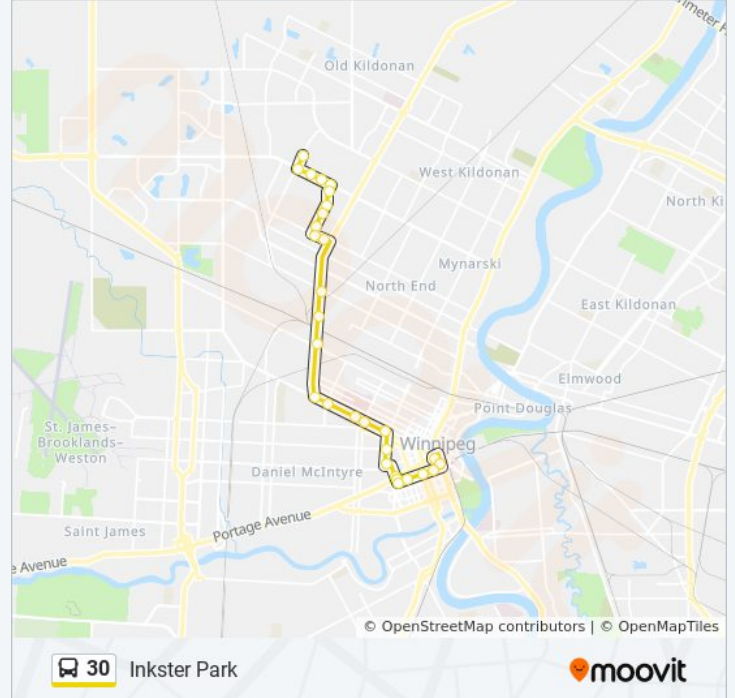 Old Kildonan
West Kildonan
North Ki
Mynarski
North End
East Kildonan
Elmwood
Point Douglas
St. James–
Brooklands–
Weston
Winnipeg
Daniel McIntyre
Portage Avenue
Saint James
e Avenue
© OpenStreetMap contributors | © OpenMapTiles
30 Inkster Park
moovit